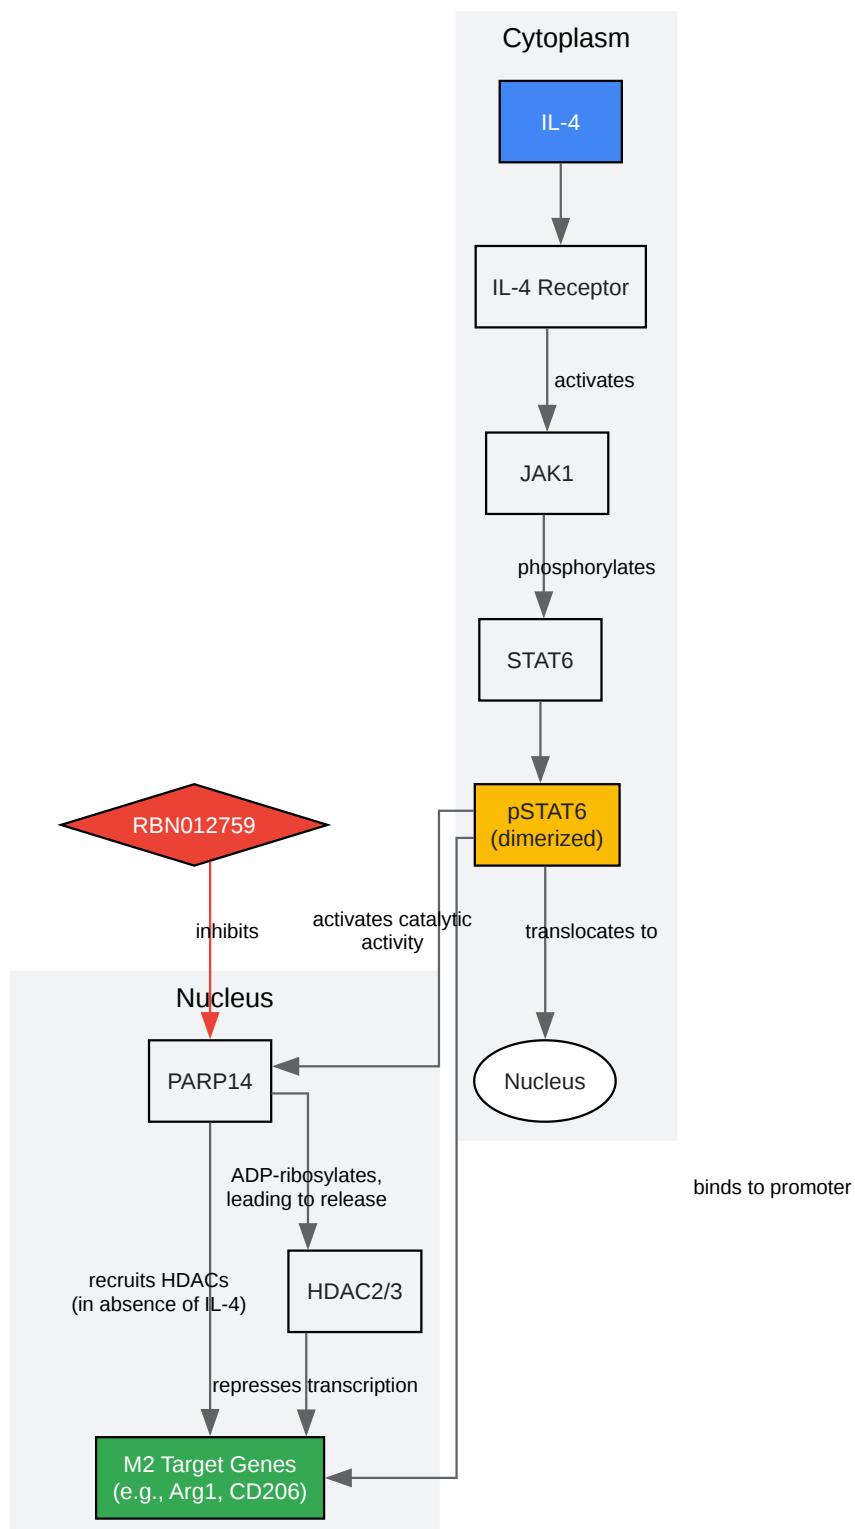 Cytoplasm
IL-4
IL-4 Receptor
activates
JAK1
phosphorylates
STAT6
RBN012759
pSTAT6
(dimerized)
inhibits
activates catalytic
activity
translocates to
Nucleus
PARP14
Nucleus
ADP-ribosylates,
leading to release
binds to promoter
recruits HDACs
(in absence of IL-4)
HDAC2/3
represses transcription
M2 Target Genes
(e.g., Arg1, CD206)